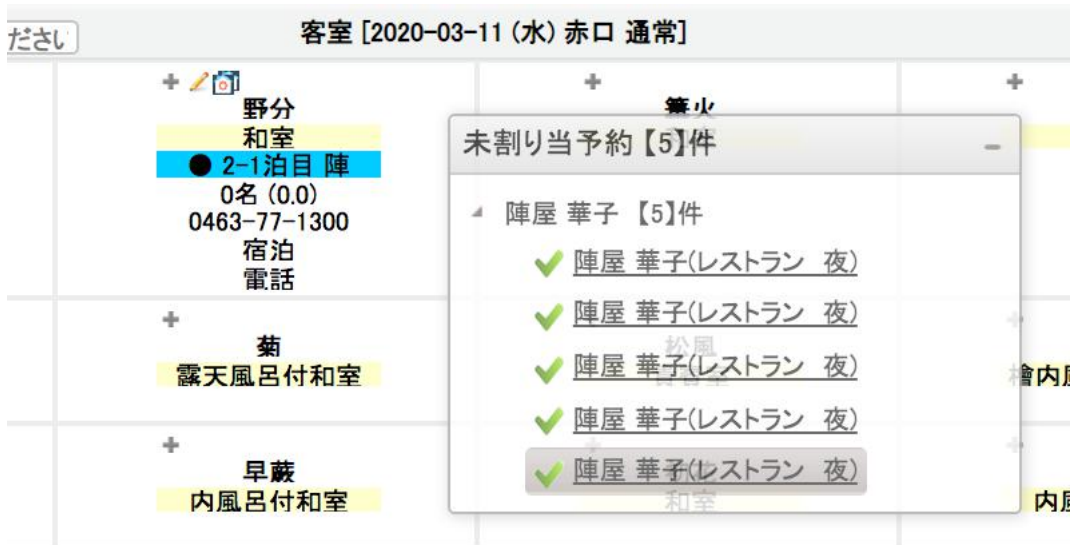 ださい
客室 [2020-03-11 (水) 赤口 通常]
野分
和室
● 2-1泊目 陣
0名 (0.0)
0463-77-1300
宿泊
電話
篝火
未割り当予約【5】件
陣屋 華子 【5】件
陣屋 華子(レストラン 夜)
陣屋 華子(レストラン 夜)
陣屋 華子(レストラン 夜)
陣屋 華子(レストラン 夜)
陣屋 華子(レストラン 夜)
菊
露天風呂付和室
松風
貴賓室
檜内風
早蕨
内風呂付和室
和室
内風